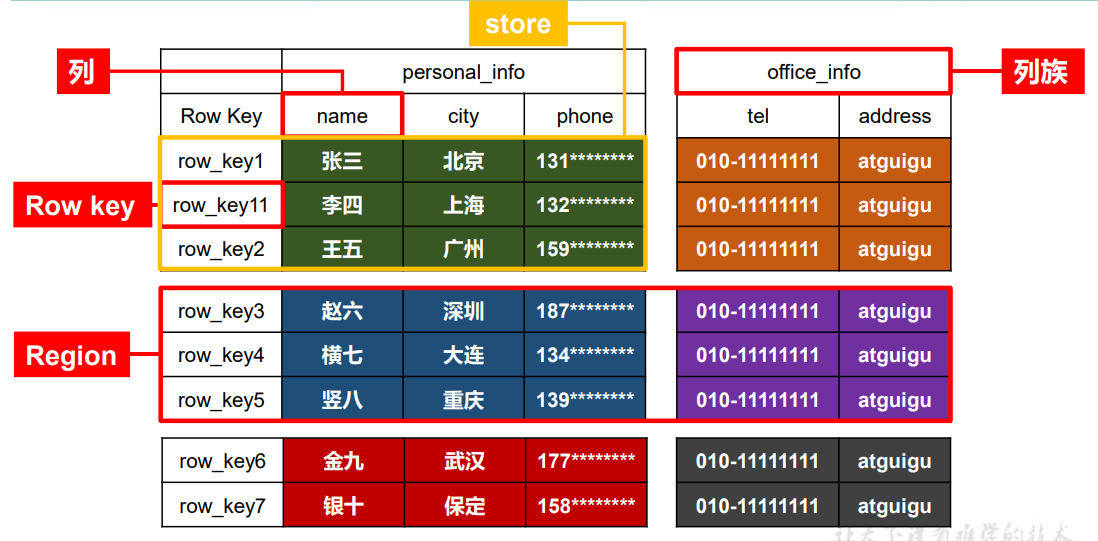 store
列 personal_info office_info 列族
Row Key name city phone tel address
row_key1 张三 北京 131******** 010-11111111 atguigu
Row key row_key11 李四 上海 132******** 010-11111111 atguigu
row_key2 王五 广州 159******** 010-11111111 atguigu
row_key3 赵六 深圳 187******** 010-11111111 atguigu
Region row_key4 横七 大连 134******** 010-11111111 atguigu
row_key5 竖八 重庆 139******** 010-11111111 atguigu
row_key6 金九 武汉 177******** 010-11111111 atguigu
row_key7 银十 保定 158******** 010-11111111 atguigu
让天下没有难学的技术